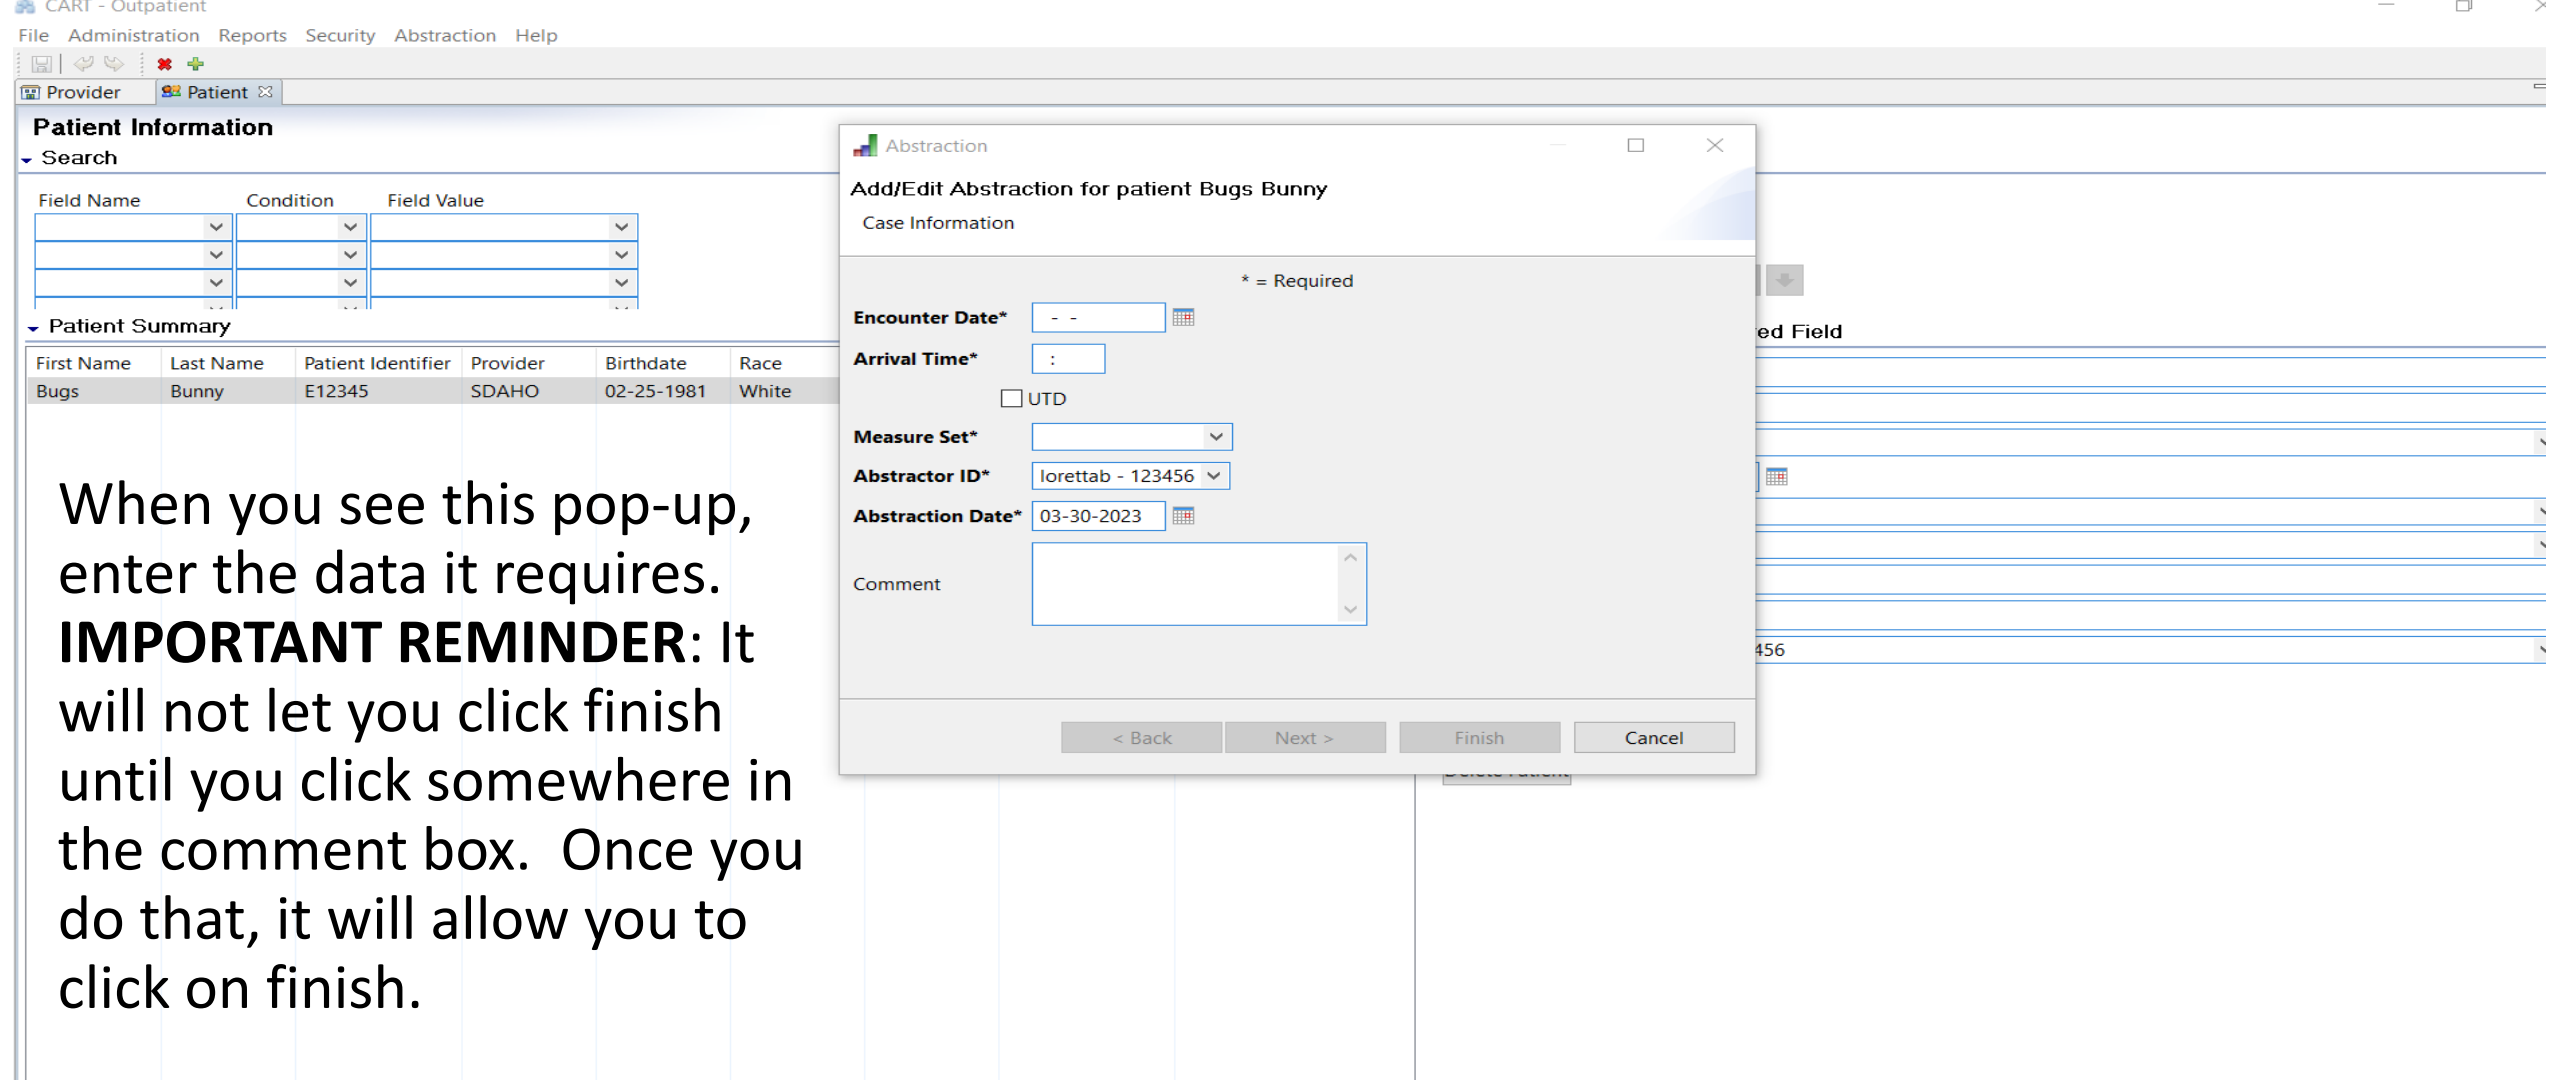 CART - Outpatient
File Administration Reports Security Abstraction Help
Provider Patient
Patient Information
Search
Field Name Condition Field Value
Patient Summary
First Name Last Name Patient Identifier Provider Birthdate Race
Bugs Bunny E12345 SDAHO 02-25-1981 White
When you see this pop-up,
enter the data it requires.
IMPORTANT REMINDER: It
will not let you click finish
until you click somewhere in
the comment box.  Once you
do that, it will allow you to
click on finish.
Abstraction
Add/Edit Abstraction for patient Bugs Bunny
Case Information
* = Required
Encounter Date* - -
Arrival Time* :
UTD
Measure Set*
Abstractor ID* lorettab - 123456
Abstraction Date* 03-30-2023
Comment
< Back Next > Finish Cancel
ed Field
456
Delete Patient